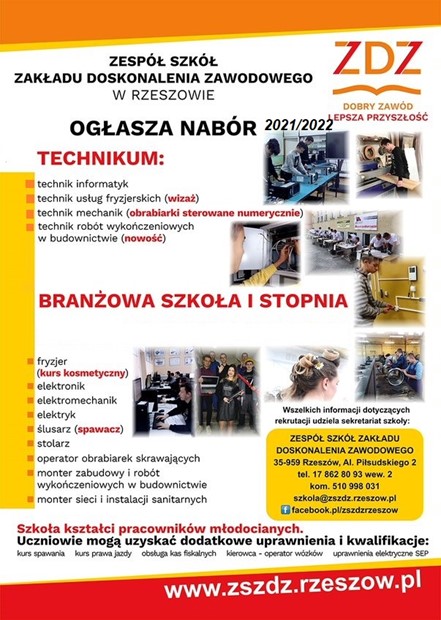 ZESPÓŁ SZKÓŁ
ZAKŁADU DOSKONALENIA ZAWODOWEGO
W RZESZOWIE
ZDZ
DOBRY ZAWÓD
LEPSZA PRZYSZŁOŚĆ
OGŁASZA NABÓR 2021/2022
TECHNIKUM:
technik informatyk
technik usług fryzjerskich (wizaż)
technik mechanik (obrabiarki sterowane numerycznie)
technik robót wykończeniowych
w budownictwie (nowość)
BRANŻOWA SZKOŁA I STOPNIA
fryzjer
(kurs kosmetyczny)
elektronik
elektromechanik
elektryk
ślusarz (spawacz)
stolarz
operator obrabiarek skrawających
monter zabudowy i robót
wykończeniowych w budownictwie
monter sieci i instalacji sanitarnych
Wszelkich informacji dotyczących
rekrutacji udziela sekretariat szkoły:
ZESPÓŁ SZKÓŁ ZAKŁADU
DOSKONALENIA ZAWODOWEGO
35-959 Rzeszów, Al. Piłsudskiego 2
tel. 17 862 80 93 wew. 2
kom. 510 998 031
szkola@zszdz.rzeszow.pl
f facebook.pl/zszdzrzeszow
Szkoła kształci pracowników młodocianych.
Uczniowie mogą uzyskać dodatkowe uprawnienia i kwalifikacje:
kurs spawania kurs prawa jazdy obsługa kas fiskalnych kierowca - operator wózków uprawnienia elektryczne SEP
www.zszdz.rzeszow.pl